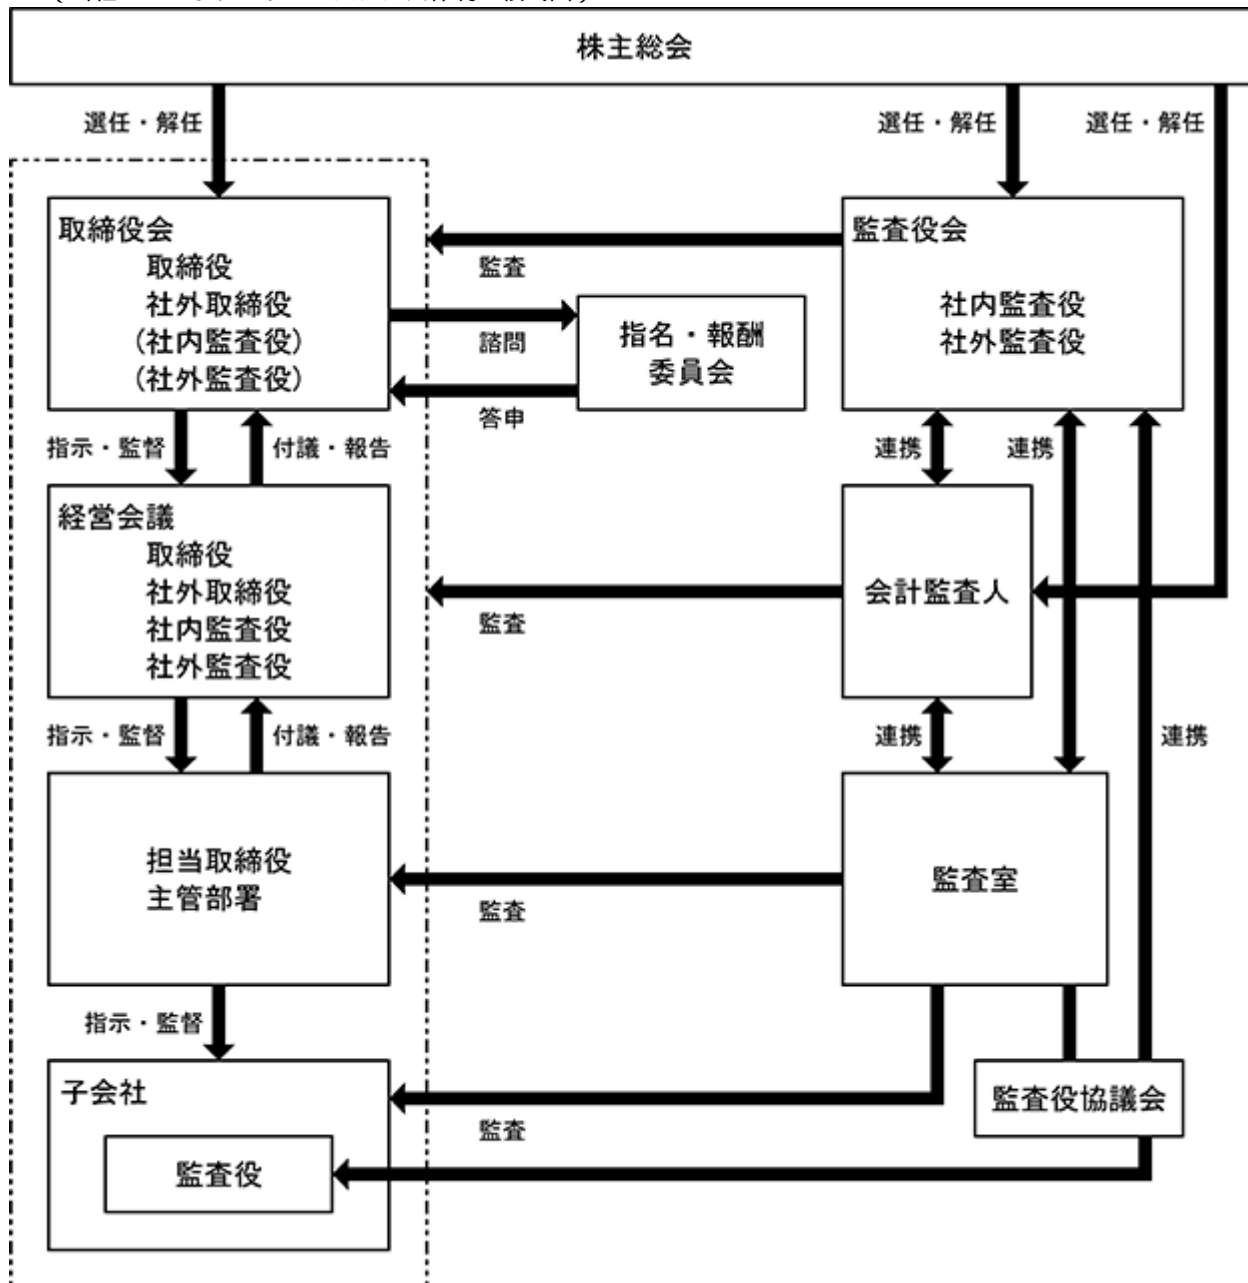 株主総会
選任・解任
選任・解任
選任・解任
取締役会
取締役
社外取締役
(社内監査役)
(社外監査役)
監査
諮問
答申
指名・報酬
委員会
監査役会
社内監査役
社外監査役
指示・監督
付議・報告
連携
連携
経営会議
取締役
社外取締役
社内監査役
社外監査役
監査
会計監査人
指示・監督
付議・報告
連携
連携
担当取締役
主管部署
監査
監査室
指示・監督
子会社
監査役
監査
監査役協議会